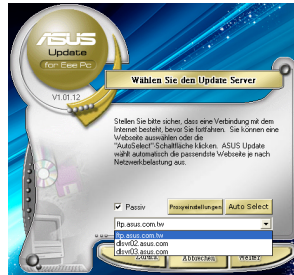 ASUS
Update
for Eee Pc
V1.01.12
Wählen Sie den Update Server
Stellen Sie bitte sicher, dass eine Verbindung mit dem
Internet besteht, bevor Sie fortfahren. Sie können eine
Webseite auswählen oder die
"AutoSelect"-Schaltfläche klicken. ASUS Update
wählt automatisch die passendste Webseite je nach
Netzwerkbelastung aus.
Passiv
Proxyeinstellungen
Auto Select
ftp.asus.com.tw
ftp.asus.com.tw
dlsvr02.asus.com
dlsvr03.asus.com
Zurück
Abbrechen
Weiter